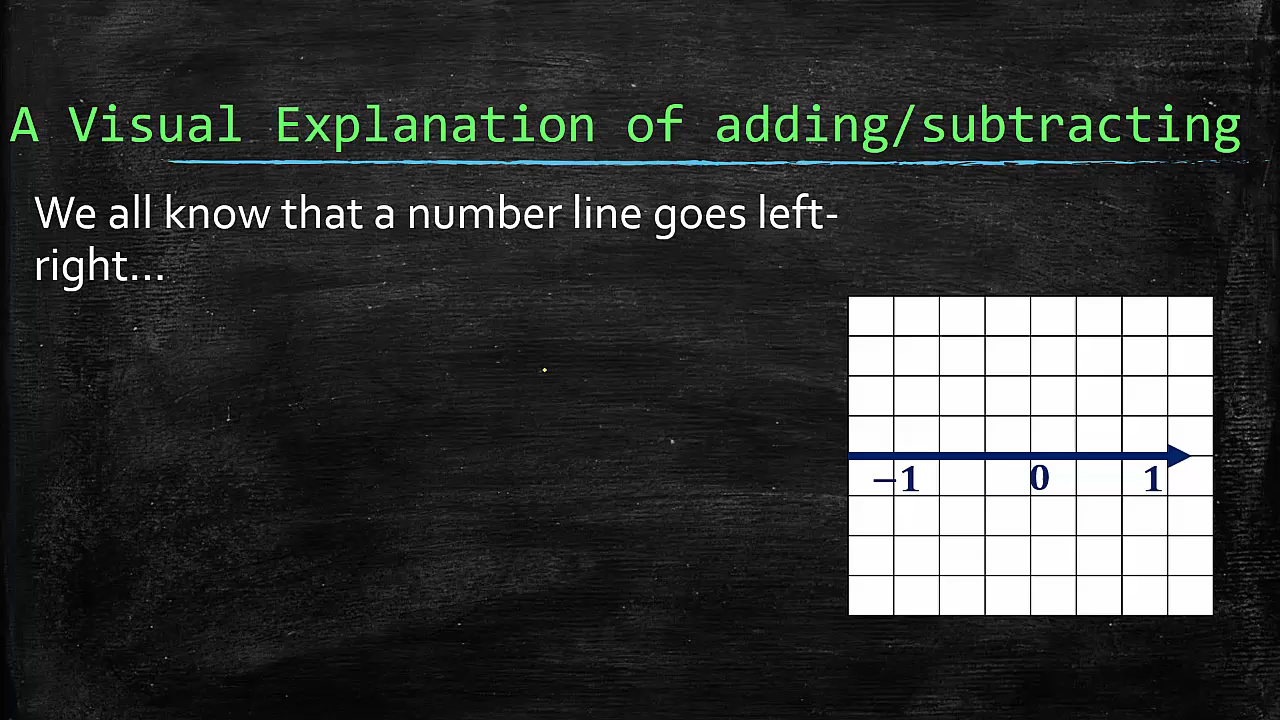 A Visual Explanation of adding/subtracting
We all know that a number line goes left-
right...
−1 0 1